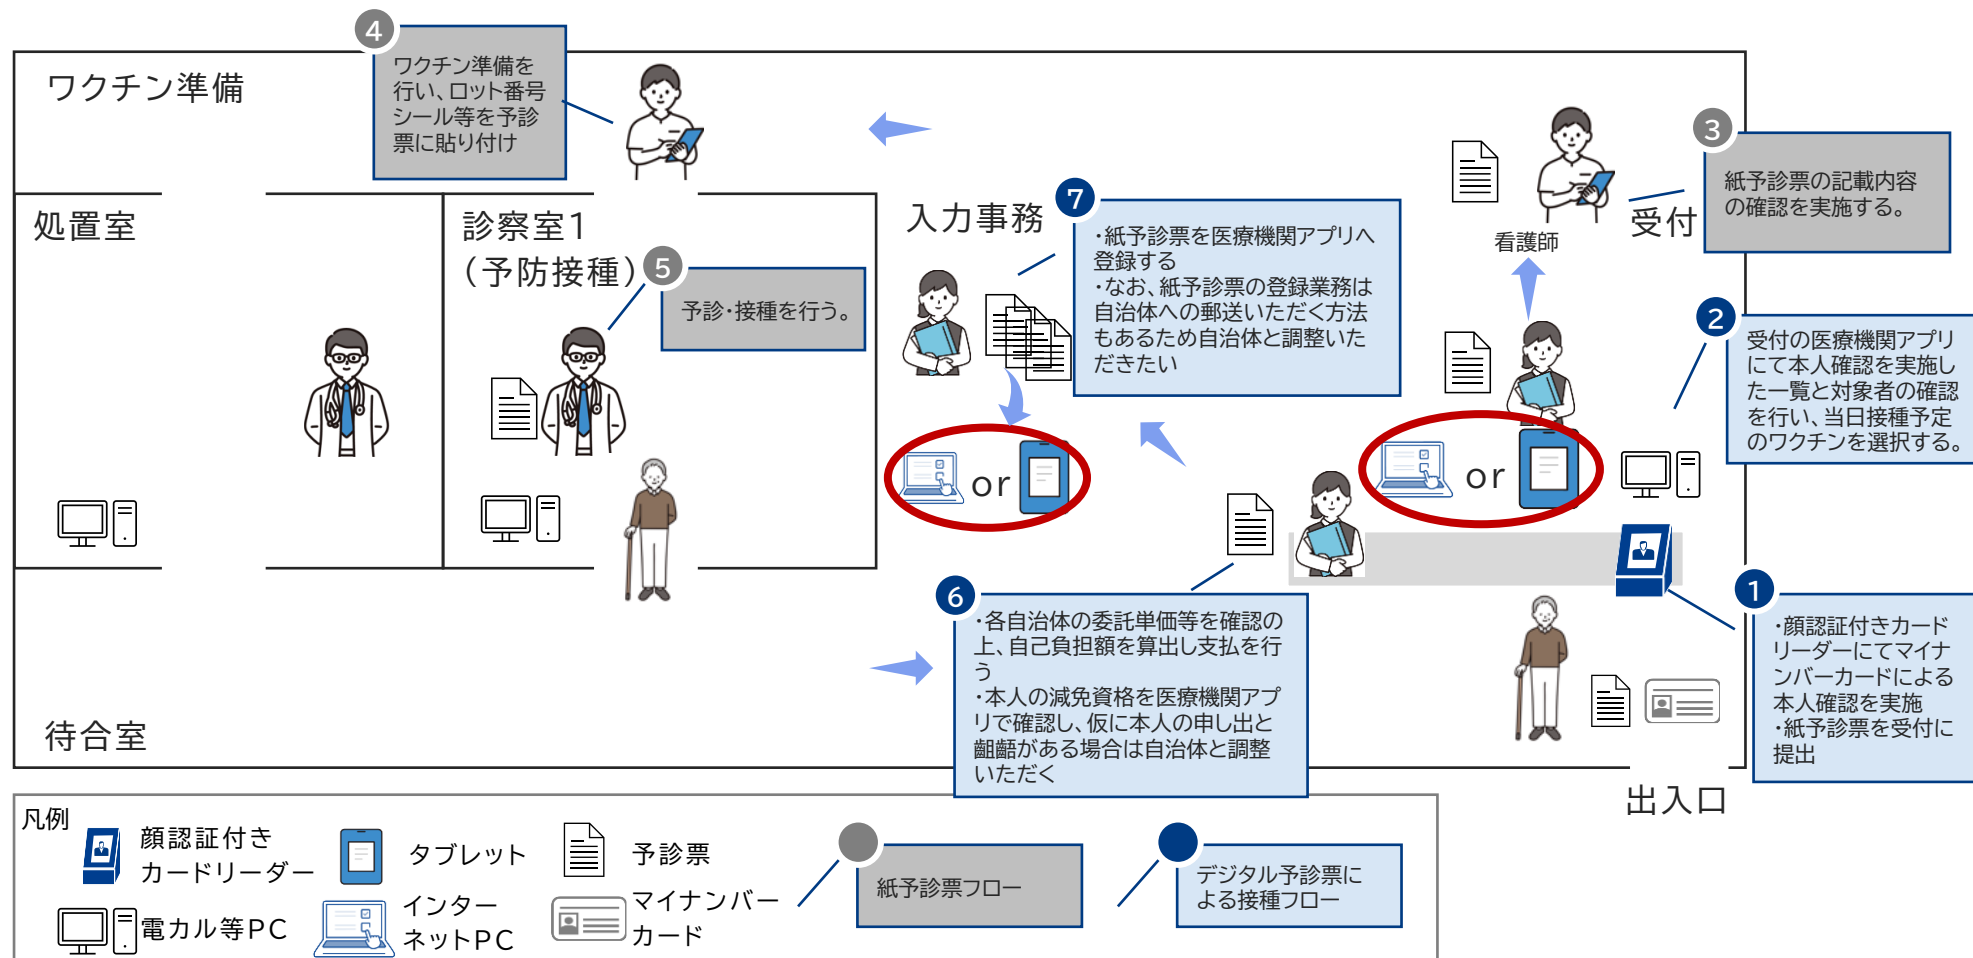 4
ワクチン準備を
行い、ロット番号
シール等を予診
票に貼り付け
ワクチン準備
3
紙予診票の記載内容
の確認を実施する。
受付
看護師
処置室
診察室1
(予防接種)
5
予診・接種を行う。
入力事務
7
・紙予診票を医療機関アプリへ
登録する
・なお、紙予診票の登録業務は
自治体への郵送いただく方法
もあるため自治体と調整いた
だきたい
2
受付の医療機関アプリ
にて本人確認を実施し
た一覧と対象者の確認
を行い、当日接種予定
のワクチンを選択する。
or
or
6
・各自治体の委託単価等を確認の
上、自己負担額を算出し支払を行
う
・本人の減免資格を医療機関アプ
リで確認し、仮に本人の申し出と
齟齬がある場合は自治体と調整
いただく
1
・顔認証付きカード
リーダーにてマイナ
ンバーカードによる
本人確認を実施
・紙予診票を受付に
提出
待合室
出入口
凡例
顔認証付き
カードリーダー
タブレット
予診票
紙予診票フロー
デジタル予診票に
よる接種フロー
電カル等PC
インター
ネットPC
マイナンバー
カード